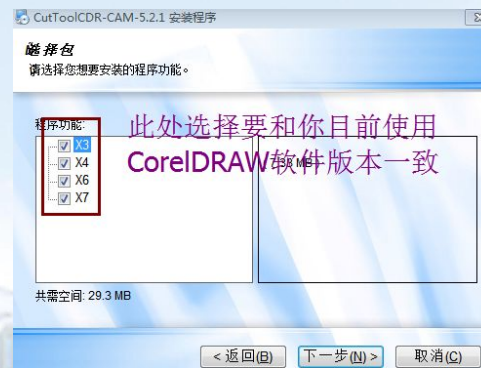 CutToolCDR-CAM-5.2.1 安装程序
选择包
请选择您想要安装的程序功能。
程序功能:
此处选择要和你目前使用
CorelDRAW软件版本一致
X3
7.33 MB
X4
X6
X7
共需空间: 29.3 MB
< 返回(B)
下一步(N) >
取消(C)